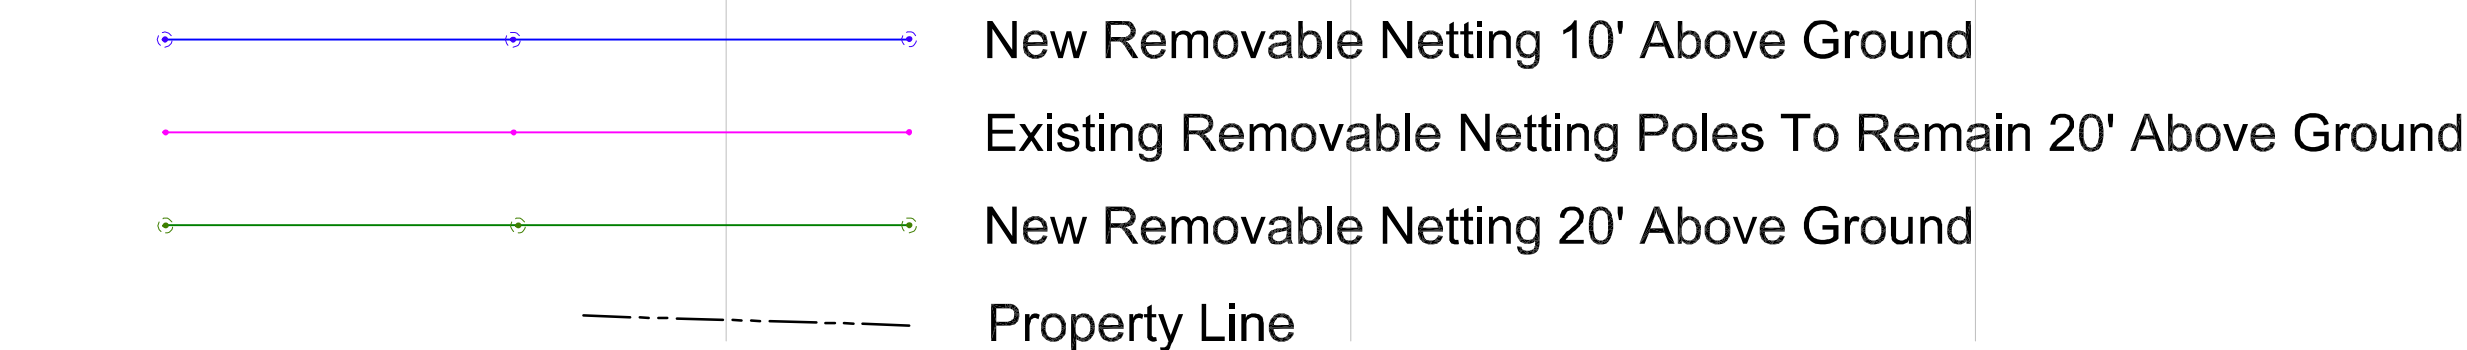 New Removable Netting 10' Above Ground
Existing Removable Netting Poles To Remain 20' Above Ground
New Removable Netting 20' Above Ground
Property Line